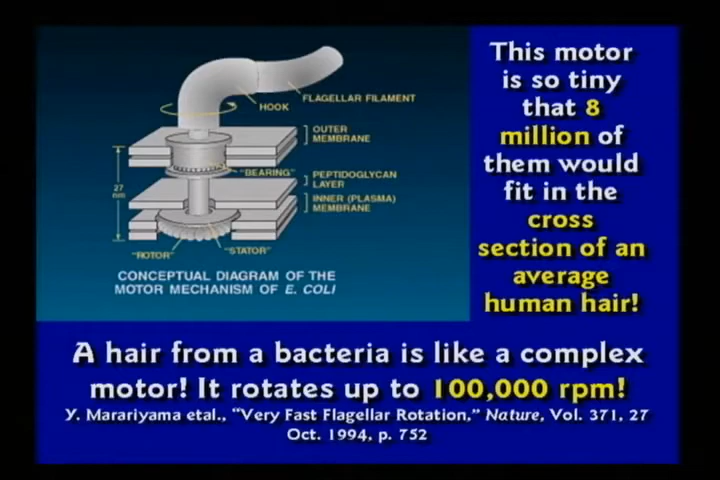 This motor
is so tiny
that 8
million of
them would
fit in the
cross
section of an
average
human hair!
HOOK
FLAGELLAR FILAMENT
OUTER
MEMBRANE
"BEARING"
PEPTIDOGLYCAN
LAYER
27
nm
INNER (PLASMA)
MEMBRANE
"ROTOR"
"STATOR"
CONCEPTUAL DIAGRAM OF THE
MOTOR MECHANISM OF E. COLI
A hair from a bacteria is like a complex
motor! It rotates up to 100,000 rpm!
Y. Marariyama etal., "Very Fast Flagellar Rotation," Nature, Vol. 371, 27
Oct. 1994, p. 752